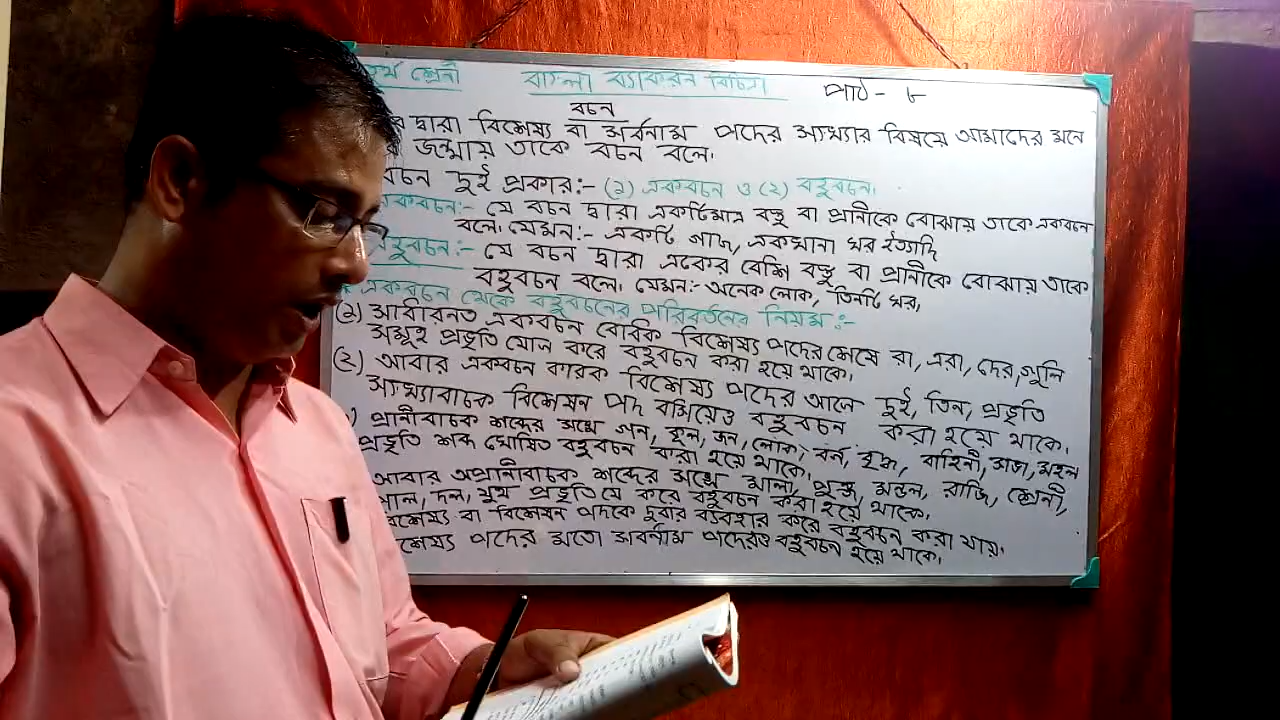 র্থ শ্রেনী বাংলা ব্যাকরন বিচিত্রা পাঠ - ৮
বচন
দ্বারা বিশেষ্য বা সর্বনাম পদের সংখ্যার বিষয়ে আমাদের মনে
জন্মায় তাকে বচন বলে।
বচন দুই প্রকার:- (১) একবচন ও (২) বহুবচন।
একবচন:- যে বচন দ্বারা একটিমাত্র বস্তু বা প্রানীকে বোঝায় তাকে একবচন
বলে। যেমন:- একটি গাছ, একখানা ঘর ইত্যাদি
বহুবচন:- যে বচন দ্বারা একের বেশি বস্তু বা প্রানীকে বোঝায় তাকে
বহুবচন বলে। যেমন:- অনেক লোক, তিনটি ঘর,
একবচন থেকে বহুবচনের পরিবর্তনের নিয়ম:-
(১) সাধারনত একবচন বোধক বিশেষ্য পদের শেষে রা, এরা, দের, গুলি
সমূহ প্রভৃতি যোগ করে বহুবচন করা হয়ে থাকে।
(২) আবার একবচন কারক বিশেষ্য পদের আগে দুই, তিন, প্রভৃতি
সংখ্যাবাচক বিশেষন পদ বসিয়েও বহুবচন করা হয়ে থাকে।
প্রানীবাচক শব্দের সঙ্গে গন, কূল, জন, লোক, বর্গ, বৃন্দ, বাহিনী, সভা, মহল
প্রভৃতি শব্দ যোগে বহুবচন করা হয়ে থাকে।
আবার অপ্রানীবাচক শব্দের সঙ্গে মালা, পুঞ্জ, মন্ডল, রাজি, শ্রেনী,
পাল, দল, যুথ প্রভৃতি যে করে বহুবচন করা হয়ে থাকে।
বিশেষ্য বা বিশেষন পদকে দুবার ব্যবহার করে বহুবচন করা যায়।
বিশেষ্য পদের মতো সর্বনাম পদেরও বহুবচন হয়ে থাকে।